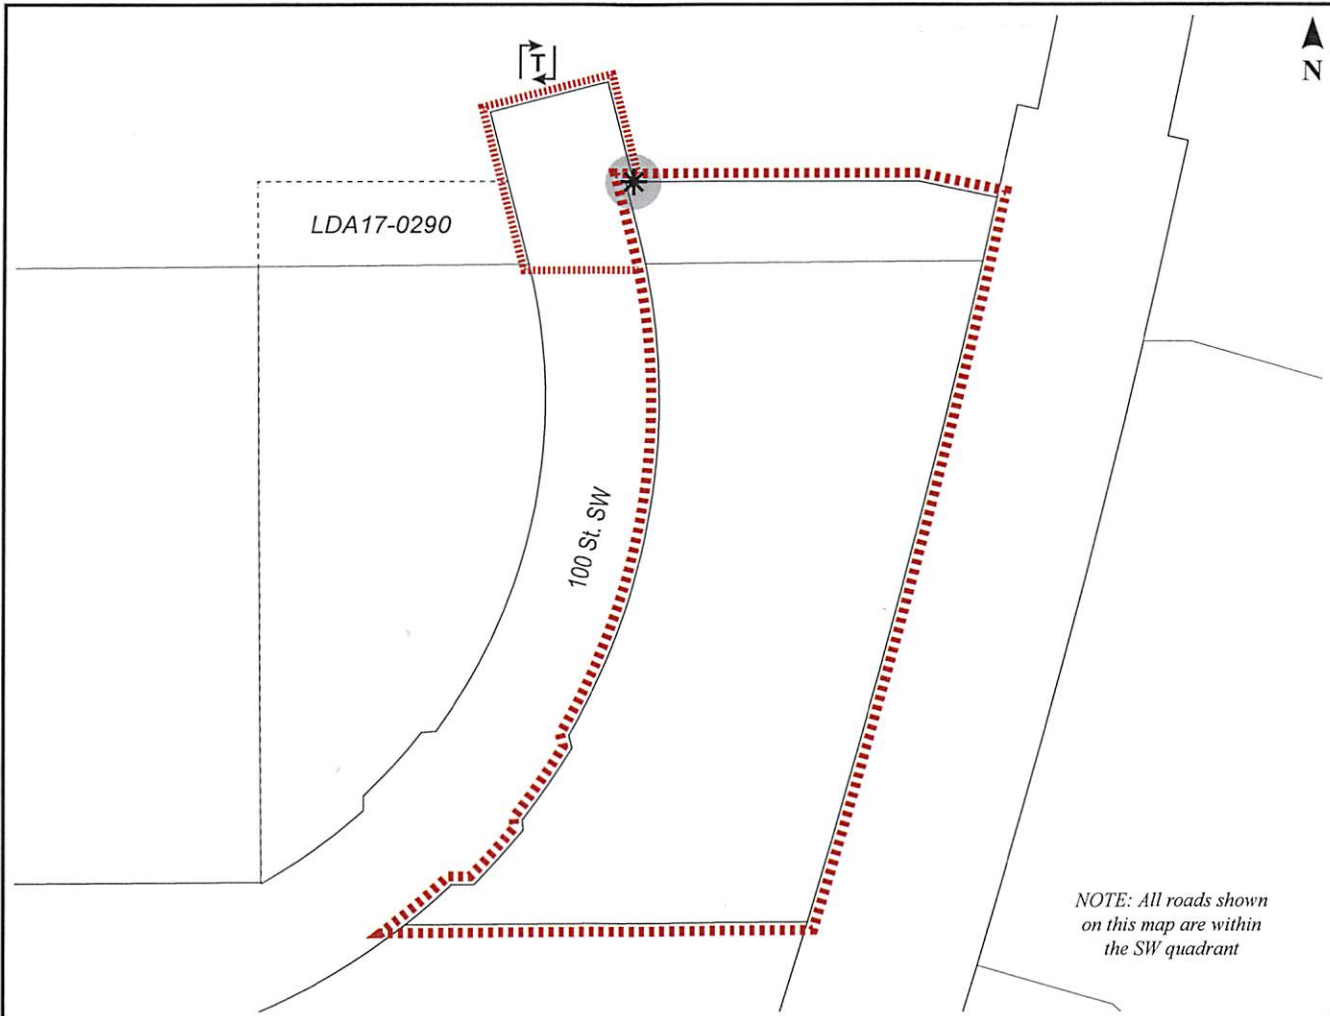 T
N
LDA17-0290
100 St. SW
NOTE: All roads shown
on this map are within
the SW quadrant